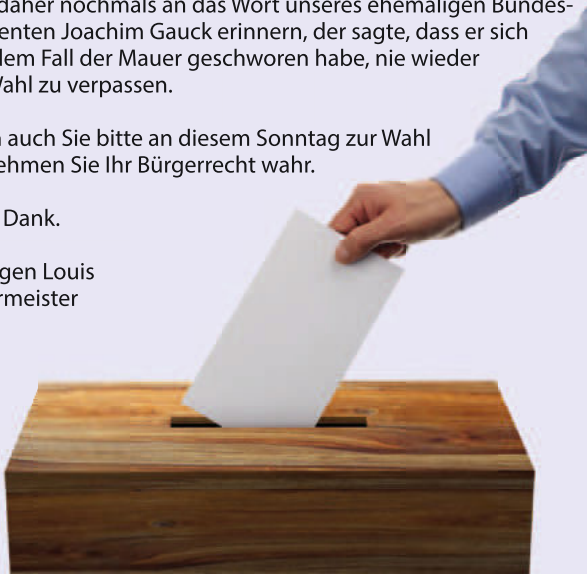 daher nochmals an das Wort unseres ehemaligen Bundes-
enten Joachim Gauck erinnern, der sagte, dass er sich
dem Fall der Mauer geschworen habe, nie wieder
Wahl zu verpassen.
auch Sie bitte an diesem Sonntag zur Wahl
ehmen Sie Ihr Bürgerrecht wahr.
Dank.
gen Louis
rmeister